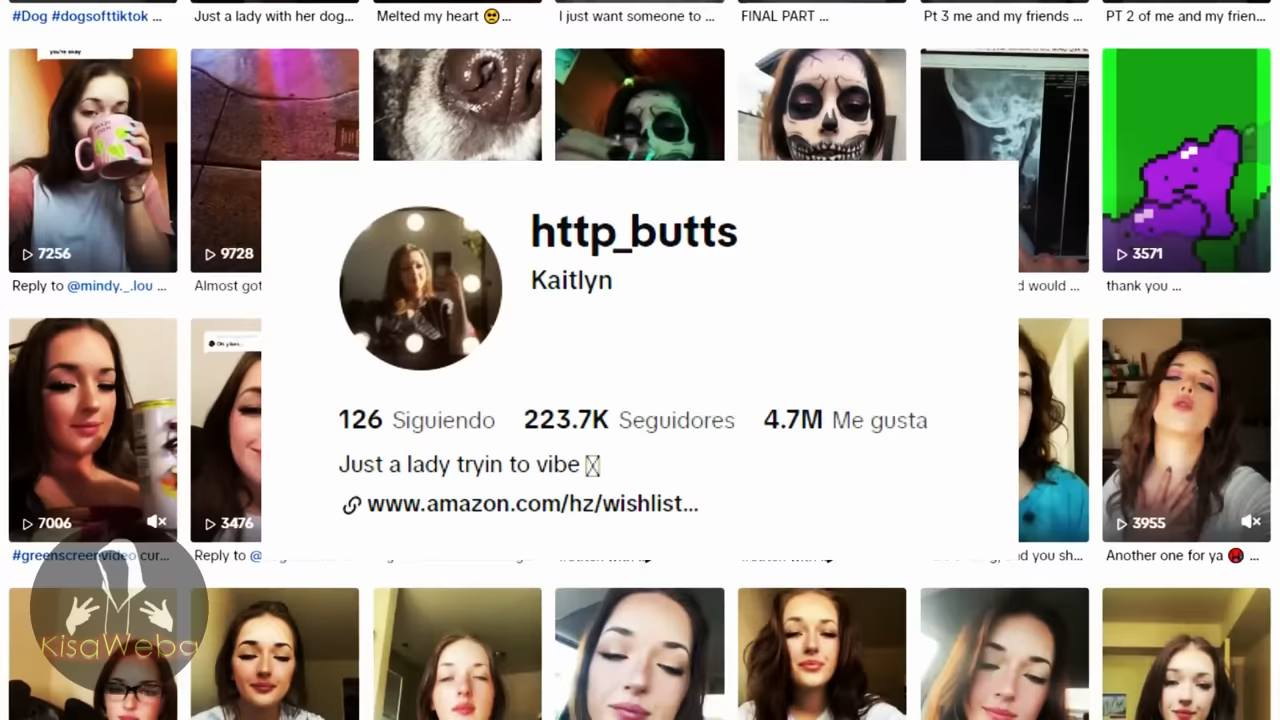 #Dog #dogsofttiktok ...
Just a lady with her dog...
Melted my heart 🥺...
I just want someone to ...
FINAL PART ...
Pt 3 me and my friends ...
PT 2 of me and my frien...
you're okay
7256
9728
3571
Reply to @mindy._.lou ...
Almost got
d would ...
thank you ...
http_butts
Kaitlyn
126 Siguiendo 223.7K Seguidores 4.7M Me gusta
Just a lady tryin to vibe
www.amazon.com/hz/wishlist...
7006
3476
3955
#greenscreenvideo cur...
Reply to @
nd you sh...
Another one for ya
KisaWeba